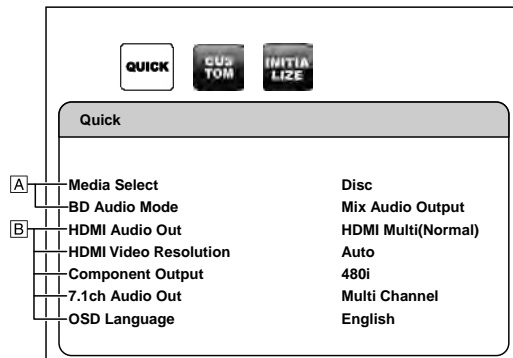 QUICK
CUS
TOM
INITIA
LIZE
Quick
A
Media Select Disc
BD Audio Mode Mix Audio Output
B
HDMI Audio Out HDMI Multi(Normal)
HDMI Video Resolution Auto
Component Output 480i
7.1ch Audio Out Multi Channel
OSD Language English